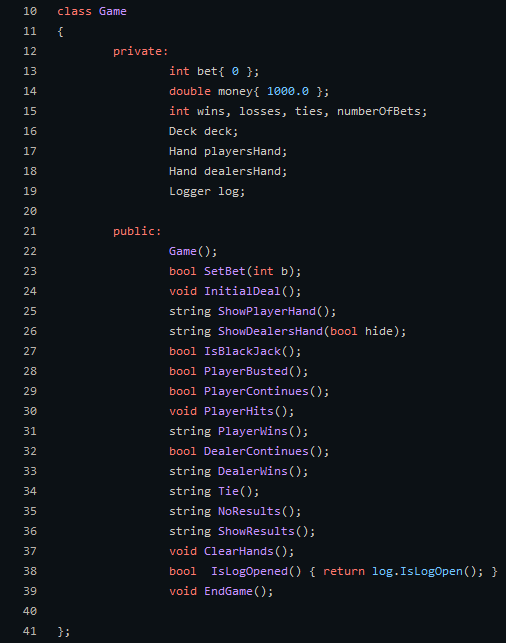 10 class Game
11 {
12 private:
13 int bet{ 0 };
14 double money{ 1000.0 };
15 int wins, losses, ties, numberOfBets;
16 Deck deck;
17 Hand playersHand;
18 Hand dealersHand;
19 Logger log;
20
21 public:
22 Game();
23 bool SetBet(int b);
24 void InitialDeal();
25 string ShowPlayerHand();
26 string ShowDealersHand(bool hide);
27 bool IsBlackJack();
28 bool PlayerBusted();
29 bool PlayerContinues();
30 void PlayerHits();
31 string PlayerWins();
32 bool DealerContinues();
33 string DealerWins();
34 string Tie();
35 string NoResults();
36 string ShowResults();
37 void ClearHands();
38 bool  IsLogOpened() { return log.IsLogOpen(); }
39 void EndGame();
40
41 };